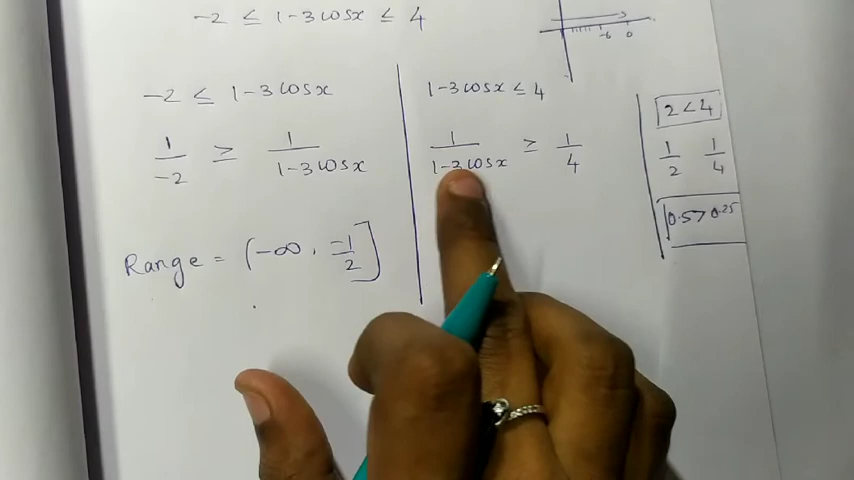 -2 ≤ 1-3cosx ≤ 4
-6 0
-2 ≤ 1-3cosx
1/-2 ≥ 1/1-3cosx
Range = (-∞, -1/2]
1-3cosx ≤ 4
1/1-3cosx ≥ 1/4
2 < 4
1/2 1/4
0.5 > 0.25